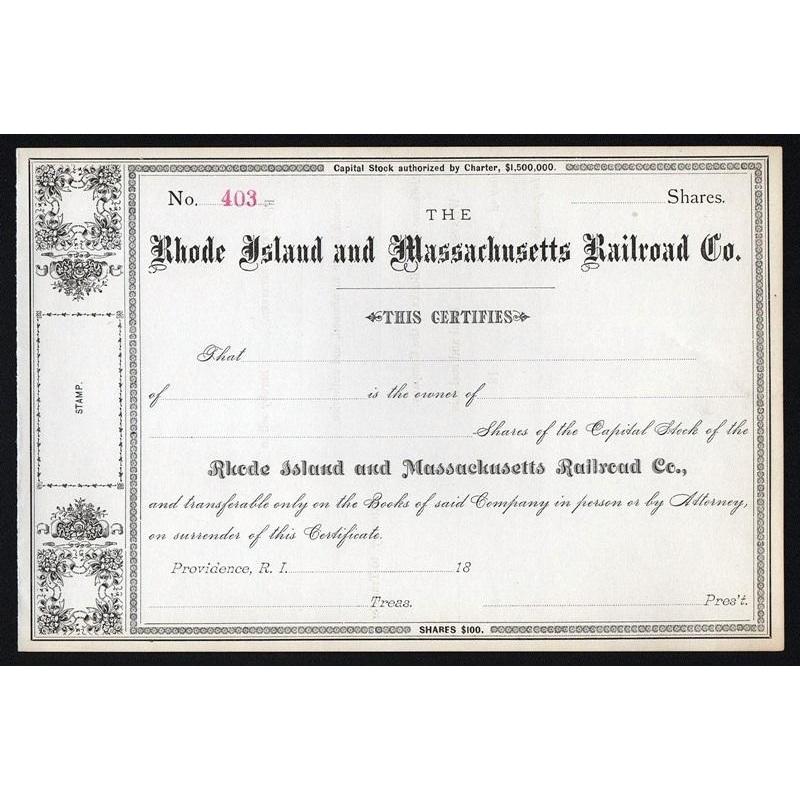 Capital Stock authorized by Charter, $1,500,000.
No. 403 Shares.
THE
Rhode Island and Massachusetts Railroad Co.
THIS CERTIFIES
That
of is the owner of
Shares of the Capital Stock of the
Rhode Island and Massachusetts Railroad Co.,
and transferable only on the Books of said Company in person or by Attorney,
on surrender of this Certificate.
Providence, R. I. 18
Treas. Pres't.
SHARES $100.
STAMP.